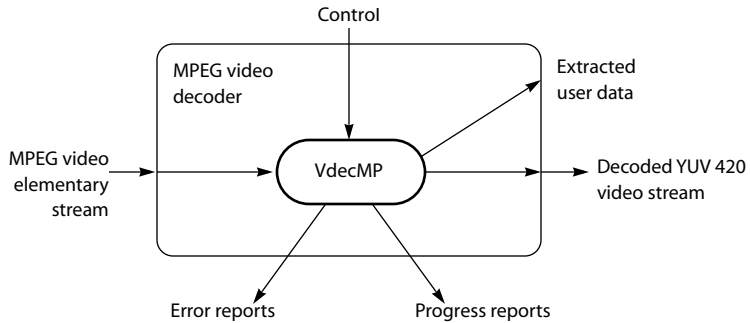 Control
MPEG video
decoder
Extracted
user data
MPEG video
elementary
stream
VdecMP
Decoded YUV 420
video stream
Error reports
Progress reports